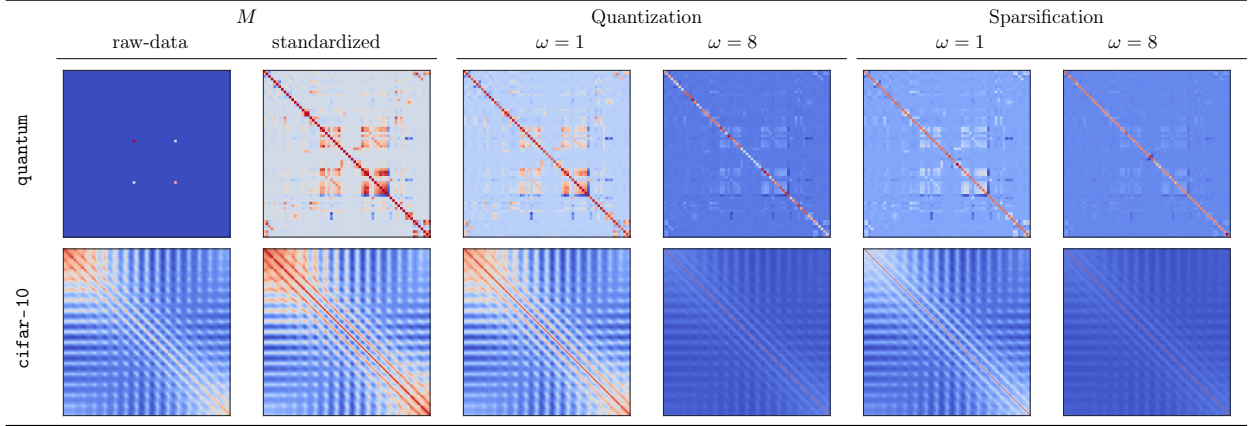 M Quantization Sparsification
raw-data standardized ω = 1 ω = 8 ω = 1 ω = 8
quantum
cifar-10